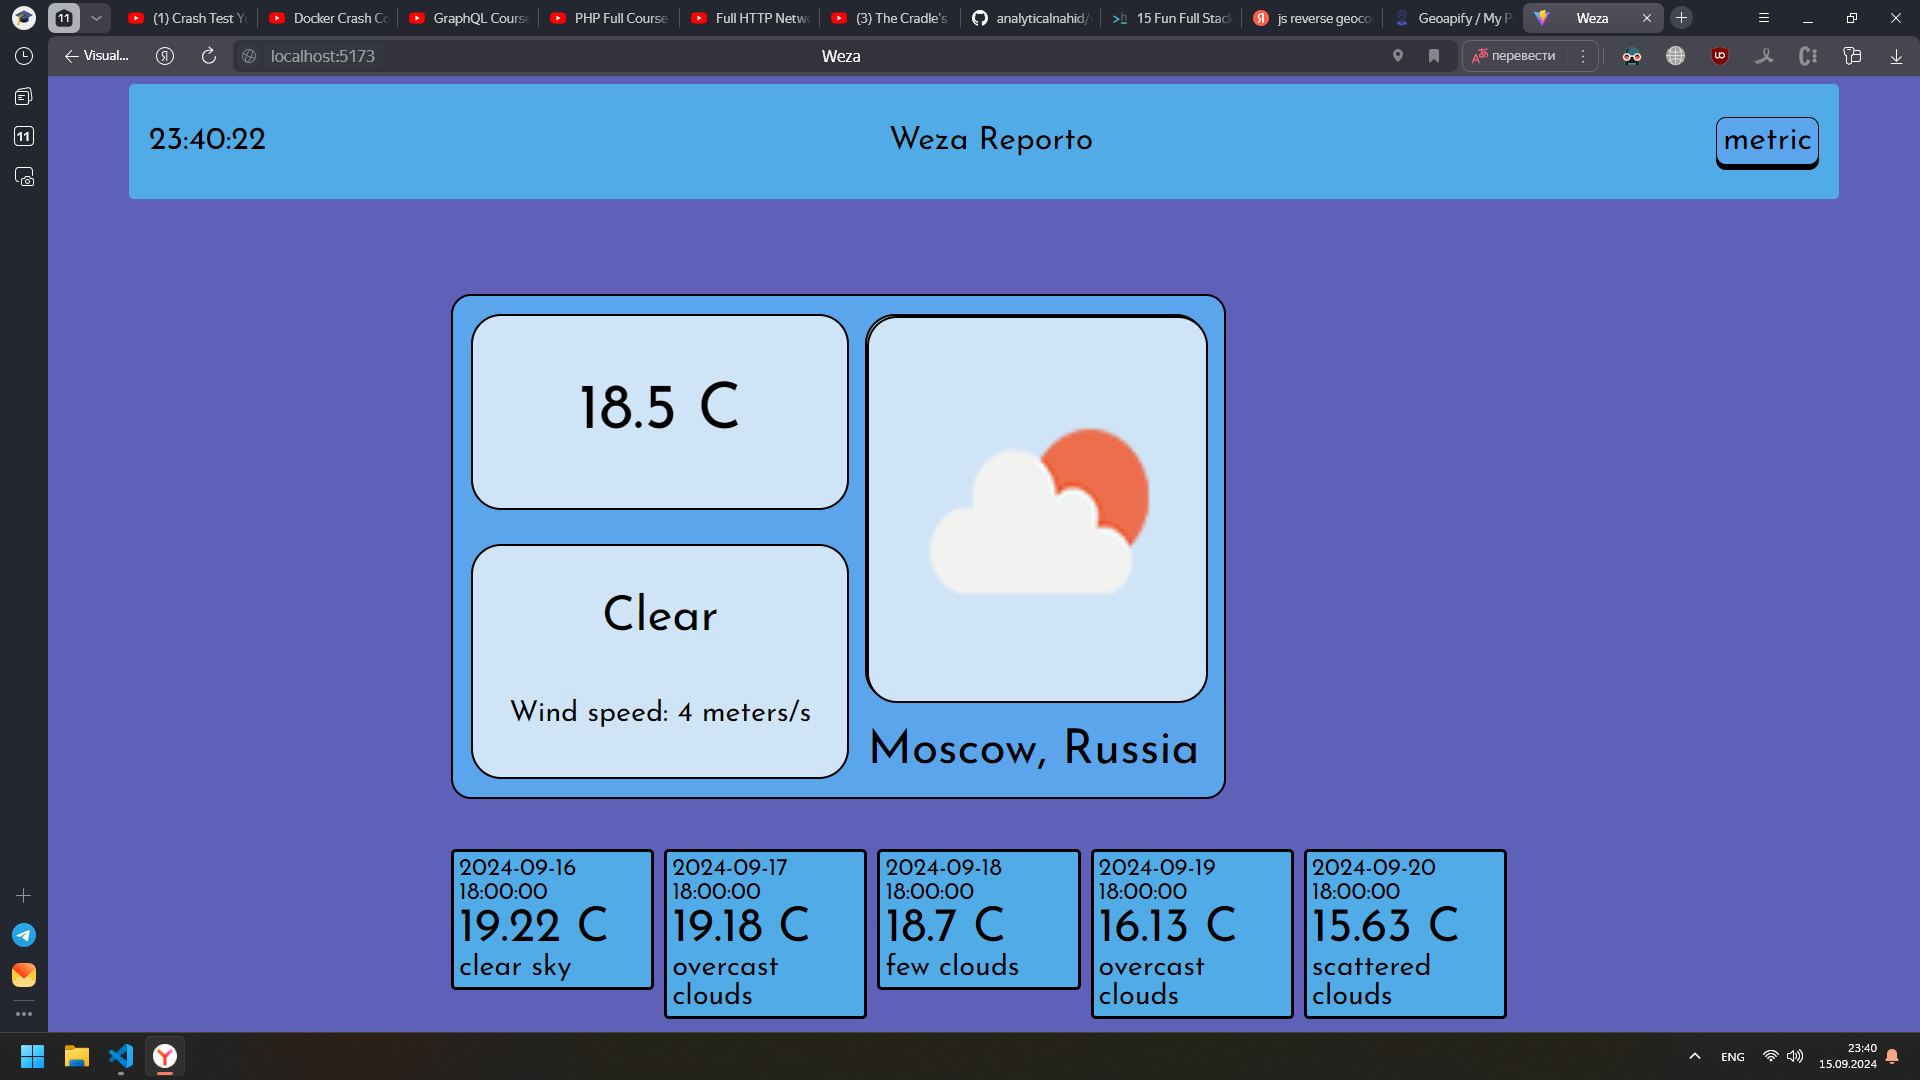 11
(1) Crash Test
Docker Crash
GraphQL Course
PHP Full Course
Full HTTP
(3) The Cradle's
analyticalnahid/
15 Fun Full
js reverse
Geoapify / My
Weza
Visual...
localhost:5173
Weza
перевести
11
23:40:22
Weza Reporto
metric
18.5 C
Clear
Wind speed: 4 meters/s
Moscow, Russia
2024-09-16
18:00:00
19.22 C
clear sky
2024-09-17
18:00:00
19.18 C
overcast
clouds
2024-09-18
18:00:00
18.7 C
few clouds
2024-09-19
18:00:00
16.13 C
overcast
clouds
2024-09-20
18:00:00
15.63 C
scattered
clouds
ENG
23:40
15.09.2024